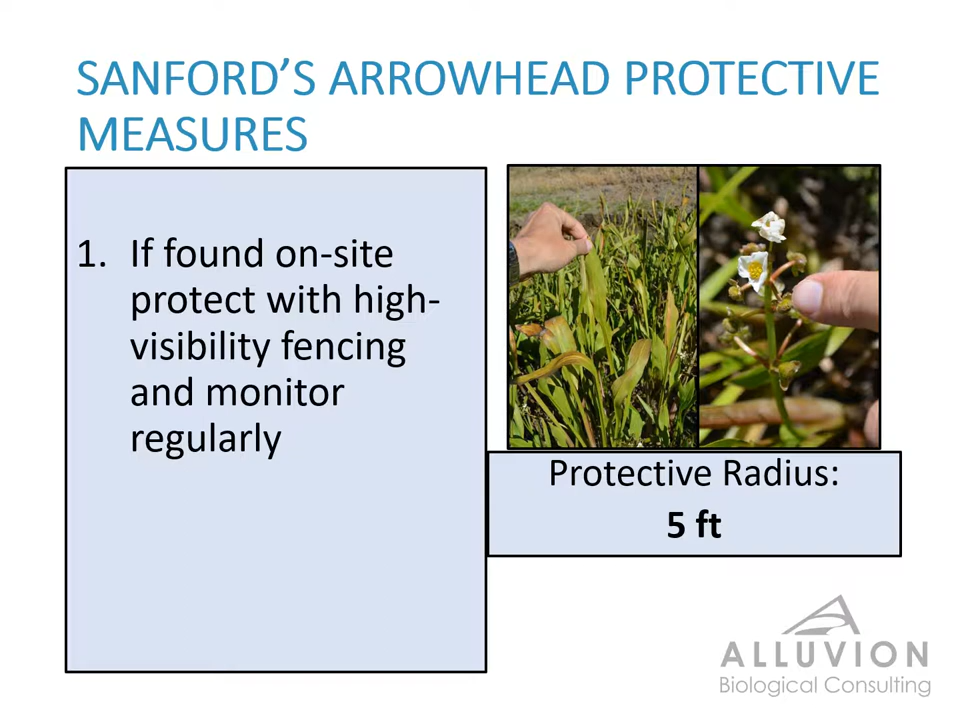 SANFORD’S ARROWHEAD PROTECTIVE
MEASURES
1. If found on-site
protect with high-
visibility fencing
and monitor
regularly
Protective Radius:
5 ft
ALLUVION
Biological Consulting